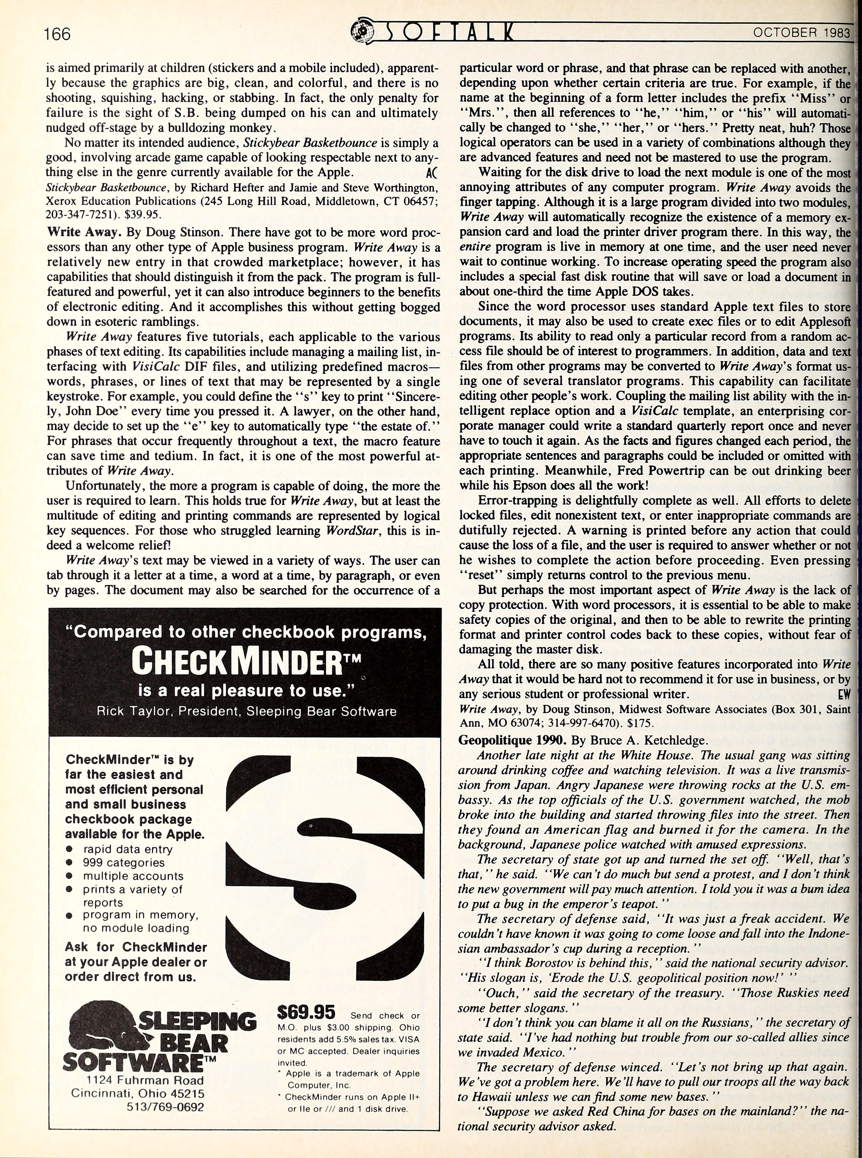 166
SOFTALK
OCTOBER 1983
is aimed primarily at children (stickers and a mobile included), apparent-
ly because the graphics are big, clean, and colorful, and there is no
shooting, squishing, hacking, or stabbing. In fact, the only penalty for
failure is the sight of S.B. being dumped on his can and ultimately
nudged off-stage by a bulldozing monkey.
No matter its intended audience, Stickybear Basketbounce is simply a
good, involving arcade game capable of looking respectable next to any-
thing else in the genre currently available for the Apple. AC
Stickybear Basketbounce, by Richard Hefter and Jamie and Steve Worthington,
Xerox Education Publications (245 Long Hill Road, Middletown, CT 06457;
203-347-7251). $39.95.
Write Away. By Doug Stinson. There have got to be more word proc-
essors than any other type of Apple business program. Write Away is a
relatively new entry in that crowded marketplace; however, it has
capabilities that should distinguish it from the pack. The program is full-
featured and powerful, yet it can also introduce beginners to the benefits
of electronic editing. And it accomplishes this without getting bogged
down in esoteric ramblings.
Write Away features five tutorials, each applicable to the various
phases of text editing. Its capabilities include managing a mailing list, in-
terfacing with VisiCalc DIF files, and utilizing predefined macros—
words, phrases, or lines of text that may be represented by a single
keystroke. For example, you could define the "s" key to print "Sincere-
ly, John Doe" every time you pressed it. A lawyer, on the other hand,
may decide to set up the "e" key to automatically type "the estate of."
For phrases that occur frequently throughout a text, the macro feature
can save time and tedium. In fact, it is one of the most powerful at-
tributes of Write Away.
Unfortunately, the more a program is capable of doing, the more the
user is required to learn. This holds true for Write Away, but at least the
multitude of editing and printing commands are represented by logical
key sequences. For those who struggled learning WordStar, this is in-
deed a welcome relief!
Write Away's text may be viewed in a variety of ways. The user can
tab through it a letter at a time, a word at a time, by paragraph, or even
by pages. The document may also be searched for the occurrence of a
"Compared to other checkbook programs,
CHECKMINDER™
is a real pleasure to use."
Rick Taylor, President, Sleeping Bear Software
CheckMinder™ is by
far the easiest and
most efficient personal
and small business
checkbook package
available for the Apple.
● rapid data entry
● 999 categories
● multiple accounts
● prints a variety of
reports
● program in memory,
no module loading
Ask for CheckMinder
at your Apple dealer or
order direct from us.
S
SLEEPING
BEAR
SOFTWARE™
1124 Fuhrman Road
Cincinnati, Ohio 45215
513/769-0692
$69.95 Send check or
M.O. plus $3.00 shipping. Ohio
residents add 5.5% sales tax. VISA
or MC accepted. Dealer inquiries
invited.
* Apple is a trademark of Apple
Computer, Inc.
* CheckMinder runs on Apple II+
or IIe or /// and 1 disk drive.
particular word or phrase, and that phrase can be replaced with another,
depending upon whether certain criteria are true. For example, if the
name at the beginning of a form letter includes the prefix "Miss" or
"Mrs.", then all references to "he," "him," or "his" will automati-
cally be changed to "she," "her," or "hers." Pretty neat, huh? Those
logical operators can be used in a variety of combinations although they
are advanced features and need not be mastered to use the program.
Waiting for the disk drive to load the next module is one of the most
annoying attributes of any computer program. Write Away avoids the
finger tapping. Although it is a large program divided into two modules,
Write Away will automatically recognize the existence of a memory ex-
pansion card and load the printer driver program there. In this way, the
entire program is live in memory at one time, and the user need never
wait to continue working. To increase operating speed the program also
includes a special fast disk routine that will save or load a document in
about one-third the time Apple DOS takes.
Since the word processor uses standard Apple text files to store
documents, it may also be used to create exec files or to edit Applesoft
programs. Its ability to read only a particular record from a random ac-
cess file should be of interest to programmers. In addition, data and text
files from other programs may be converted to Write Away's format us-
ing one of several translator programs. This capability can facilitate
editing other people's work. Coupling the mailing list ability with the in-
telligent replace option and a VisiCalc template, an enterprising cor-
porate manager could write a standard quarterly report once and never
have to touch it again. As the facts and figures changed each period, the
appropriate sentences and paragraphs could be included or omitted with
each printing. Meanwhile, Fred Powertrip can be out drinking beer
while his Epson does all the work!
Error-trapping is delightfully complete as well. All efforts to delete
locked files, edit nonexistent text, or enter inappropriate commands are
dutifully rejected. A warning is printed before any action that could
cause the loss of a file, and the user is required to answer whether or not
he wishes to complete the action before proceeding. Even pressing
"reset" simply returns control to the previous menu.
But perhaps the most important aspect of Write Away is the lack of
copy protection. With word processors, it is essential to be able to make
safety copies of the original, and then to be able to rewrite the printing
format and printer control codes back to these copies, without fear of
damaging the master disk.
All told, there are so many positive features incorporated into Write
Away that it would be hard not to recommend it for use in business, or by
any serious student or professional writer. EW
Write Away, by Doug Stinson, Midwest Software Associates (Box 301, Saint
Ann, MO 63074; 314-997-6470). $175.
Geopolitique 1990. By Bruce A. Ketchledge.
Another late night at the White House. The usual gang was sitting
around drinking coffee and watching television. It was a live transmis-
sion from Japan. Angry Japanese were throwing rocks at the U.S. em-
bassy. As the top officials of the U.S. government watched, the mob
broke into the building and started throwing files into the street. Then
they found an American flag and burned it for the camera. In the
background, Japanese police watched with amused expressions.
The secretary of state got up and turned the set off. "Well, that's
that," he said. "We can't do much but send a protest, and I don't think
the new government will pay much attention. I told you it was a bum idea
to put a bug in the emperor's teapot."
The secretary of defense said, "It was just a freak accident. We
couldn't have known it was going to come loose and fall into the Indone-
sian ambassador's cup during a reception."
"I think Borostov is behind this," said the national security advisor.
"His slogan is, 'Erode the U.S. geopolitical position now!' "
"Ouch," said the secretary of the treasury. "Those Ruskies need
some better slogans."
"I don't think you can blame it all on the Russians," the secretary of
state said. "I've had nothing but trouble from our so-called allies since
we invaded Mexico."
The secretary of defense winced. "Let's not bring up that again.
We've got a problem here. We'll have to pull our troops all the way back
to Hawaii unless we can find some new bases."
"Suppose we asked Red China for bases on the mainland?" the na-
tional security advisor asked.